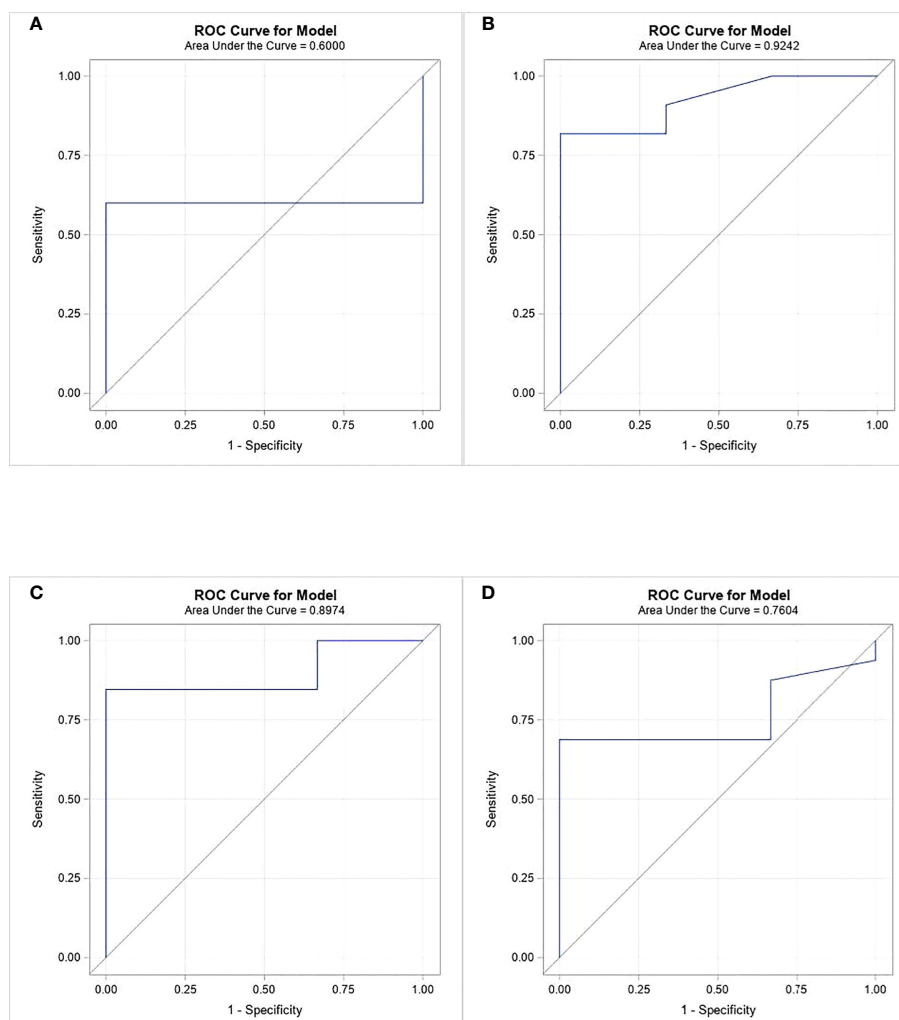 A
ROC Curve for Model
Area Under the Curve = 0.6000
1.00
0.75
0.50
0.25
0.00
Sensitivity
0.00 0.25 0.50 0.75 1.00
1 - Specificity
B
ROC Curve for Model
Area Under the Curve = 0.9242
1.00
0.75
0.50
0.25
0.00
Sensitivity
0.00 0.25 0.50 0.75 1.00
1 - Specificity
C
ROC Curve for Model
Area Under the Curve = 0.8974
1.00
0.75
0.50
0.25
0.00
Sensitivity
0.00 0.25 0.50 0.75 1.00
1 - Specificity
D
ROC Curve for Model
Area Under the Curve = 0.7604
1.00
0.75
0.50
0.25
0.00
Sensitivity
0.00 0.25 0.50 0.75 1.00
1 - Specificity